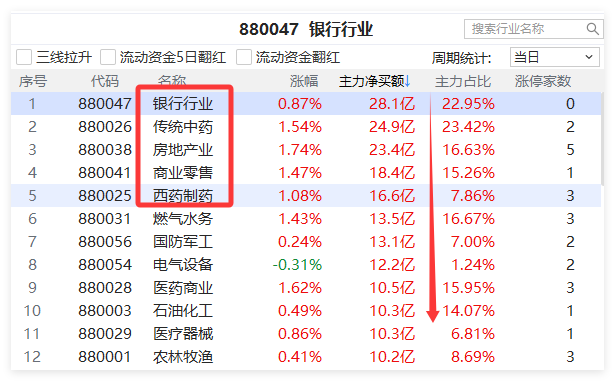 880047 银行行业
搜索行业名称
三线拉升 流动资金5日翻红 流动资金翻红 周期统计： 当日
序号 代码 名称 涨幅 主力净买额↓ 主力占比 涨停家数
1 880047 银行行业 0.87% 28.1亿 22.95% 0
2 880026 传统中药 1.54% 24.9亿 23.42% 2
3 880038 房地产业 1.74% 23.4亿 16.63% 5
4 880041 商业零售 1.47% 18.4亿 15.26% 1
5 880025 西药制药 1.08% 16.6亿 7.86% 3
6 880031 燃气水务 1.43% 13.5亿 16.67% 3
7 880056 国防军工 0.24% 13.1亿 7.00% 2
8 880054 电气设备 -0.31% 12.2亿 1.24% 2
9 880028 医药商业 1.62% 10.5亿 15.95% 3
10 880003 石油化工 0.49% 10.3亿 14.07% 1
11 880029 医疗器械 0.86% 10.3亿 6.81% 1
12 880001 农林牧渔 0.41% 10.2亿 8.69% 3